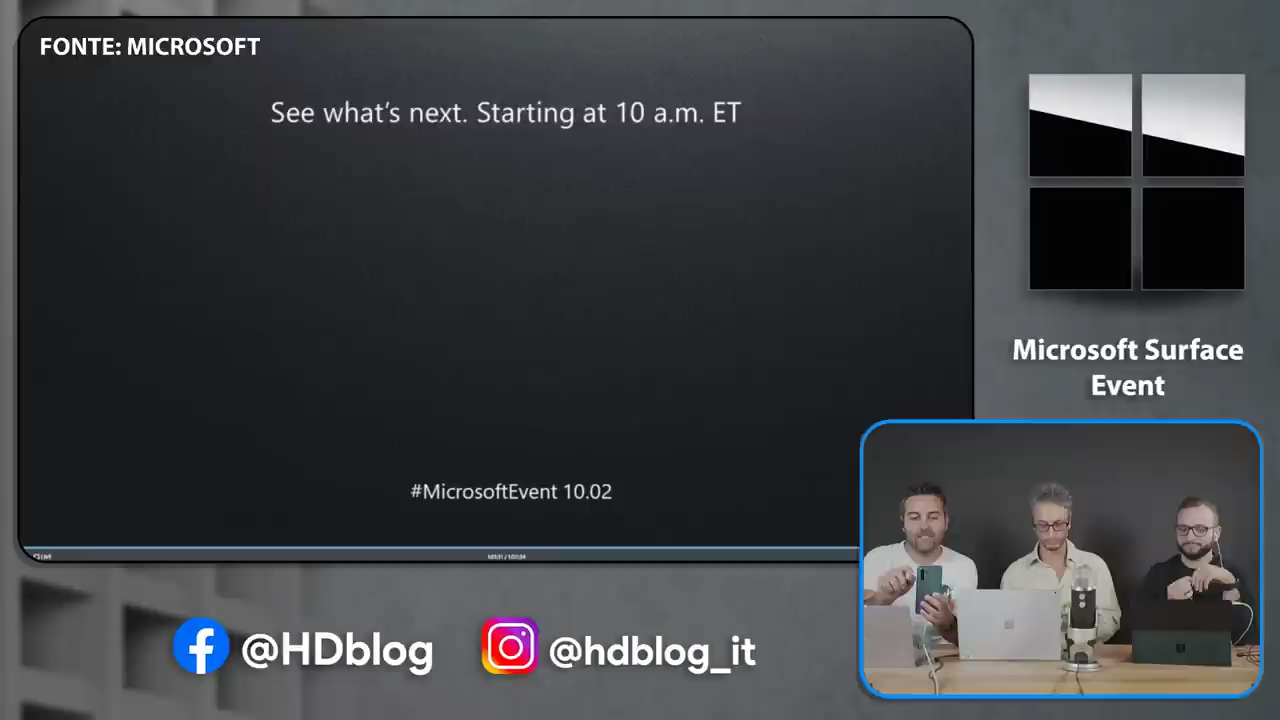 FONTE: MICROSOFT
See what's next. Starting at 10 a.m. ET
#MicrosoftEvent 10.02
Microsoft Surface
Event
@HDblog
@hdblog_it